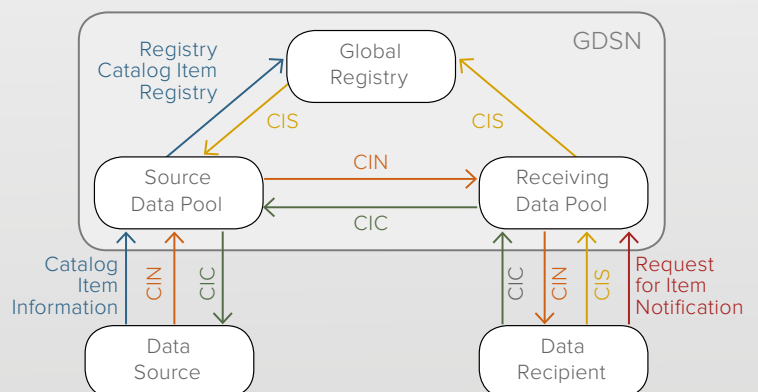 GDSN
Registry
Catalog Item
Registry
Global
Registry
CIS
CIS
Source
Data Pool
CIN
CIC
Receiving
Data Pool
Catalog
Item
Information
CIN
CIC
CIC
CIN
CIS
Request
for Item
Notification
Data
Source
Data
Recipient